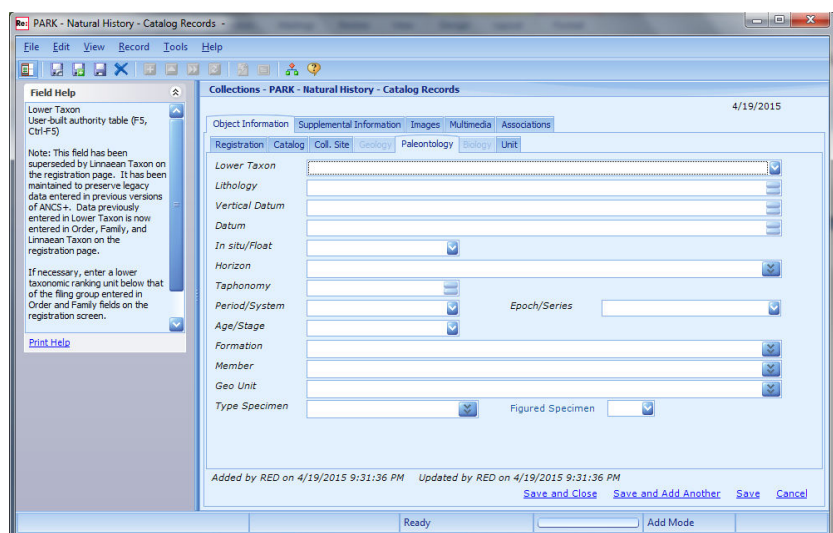 Re: PARK - Natural History - Catalog Records -
File Edit View Record Tools Help
Field Help
Lower Taxon
User-built authority table (F5,
Ctrl-F5)
Note: This field has been
superseded by Linnaean Taxon on
the registration page. It has been
maintained to preserve legacy
data entered in previous versions
of ANCS+. Data previously
entered in Lower Taxon is now
entered in Order, Family, and
Linnaean Taxon on the
registration page.
If necessary, enter a lower
taxonomic ranking unit below that
of the filing group entered in
Order and Family fields on the
registration screen.
Print Help
Collections - PARK - Natural History - Catalog Records
4/19/2015
Object Information Supplemental Information Images Multimedia Associations
Registration Catalog Coll. Site Geology Paleontology Biology Unit
Lower Taxon
Lithology
Vertical Datum
Datum
In situ/Float
Horizon
Taphonomy
Period/System Epoch/Series
Age/Stage
Formation
Member
Geo Unit
Type Specimen Figured Specimen
Added by RED on 4/19/2015 9:31:36 PM Updated by RED on 4/19/2015 9:31:36 PM
Save and Close Save and Add Another Save Cancel
Ready Add Mode